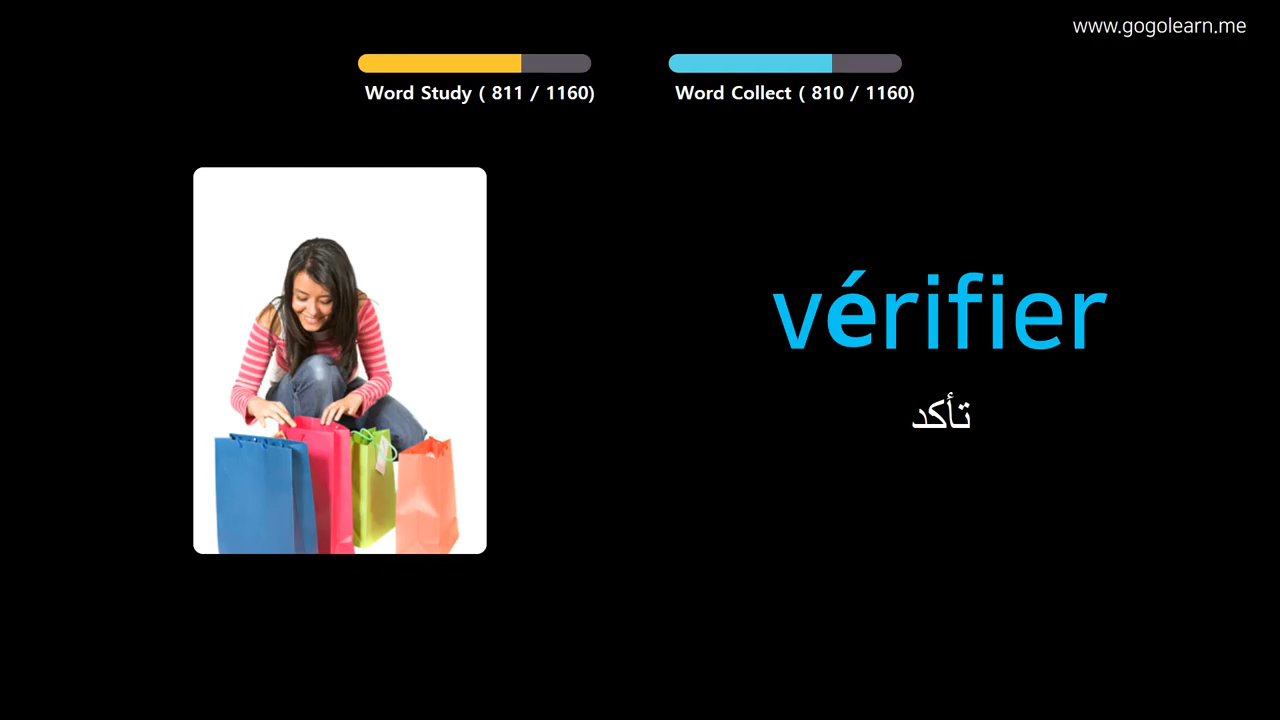 www.gogolearn.me
Word Study ( 811 / 1160)
Word Collect ( 810 / 1160)
vérifier
تأكد